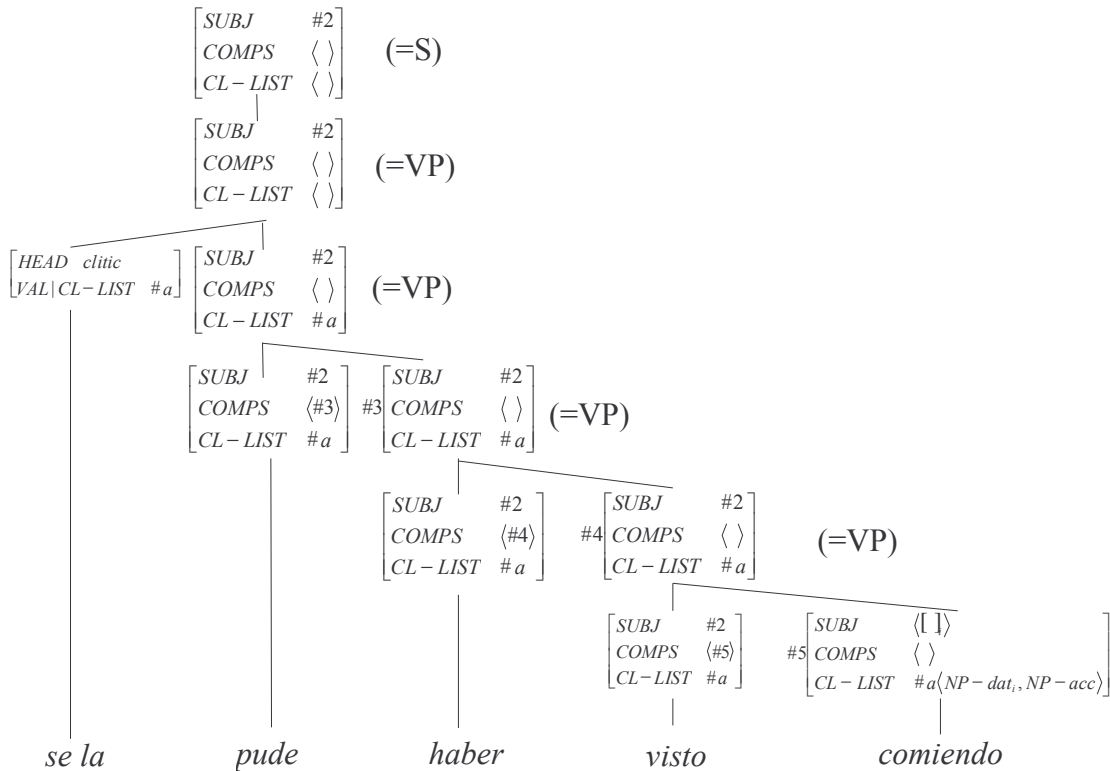 SUBJ #2
COMPS ⟨ ⟩ (=S)
CL−LIST ⟨ ⟩
SUBJ #2
COMPS ⟨ ⟩ (=VP)
CL−LIST ⟨ ⟩
HEAD clitic
VAL|CL−LIST #a
SUBJ #2
COMPS ⟨ ⟩ (=VP)
CL−LIST #a
SUBJ #2
COMPS ⟨#3⟩
CL−LIST #a
#3
SUBJ #2
COMPS ⟨ ⟩ (=VP)
CL−LIST #a
SUBJ #2
COMPS ⟨#4⟩
CL−LIST #a
#4
SUBJ #2
COMPS ⟨ ⟩ (=VP)
CL−LIST #a
SUBJ #2
COMPS ⟨#5⟩
CL−LIST #a
#5
SUBJ ⟨[ ]i⟩
COMPS ⟨ ⟩
CL−LIST #a⟨NP−dat i, NP−acc⟩
se la pude haber visto comiendo